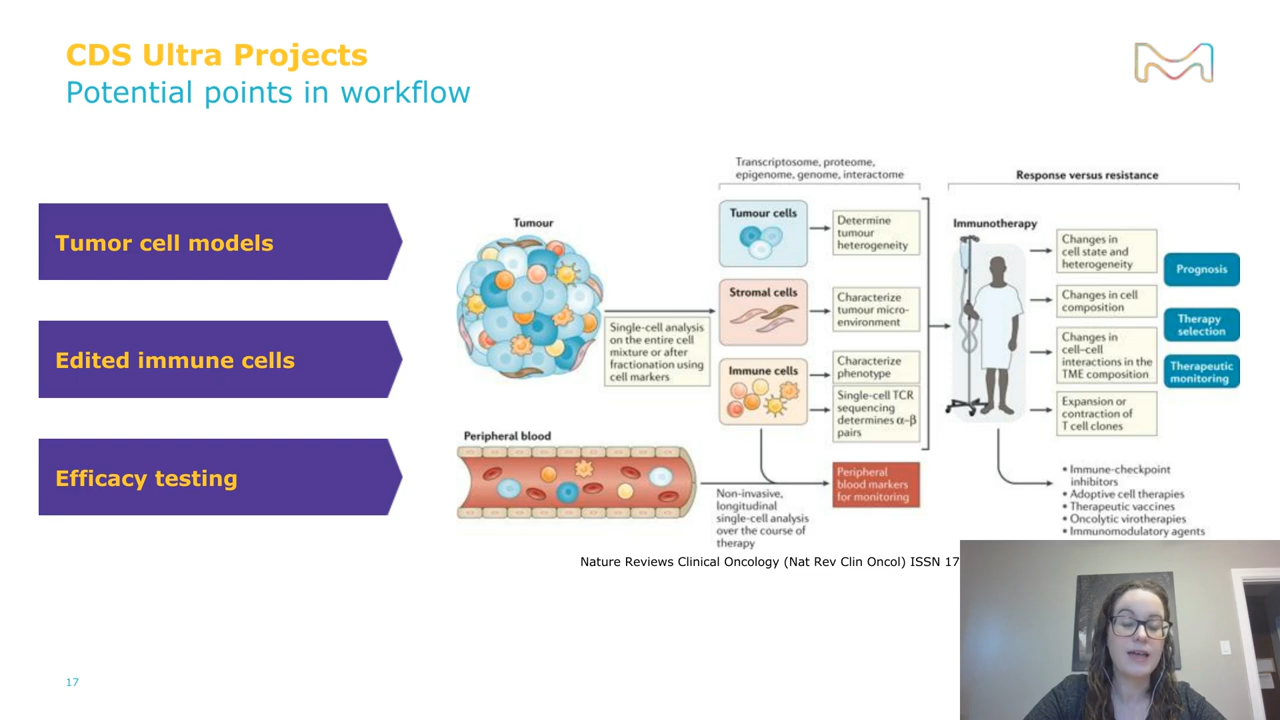 CDS Ultra Projects
Potential points in workflow
Tumor cell models
Edited immune cells
Efficacy testing
Transcriptosome, proteome,
epigenome, genome, interactome
Response versus resistance
Tumour
Single-cell analysis
on the entire cell
mixture or after
fractionation using
cell markers
Tumour cells
Determine
tumour
heterogeneity
Stromal cells
Characterize
tumour micro-
environment
Immune cells
Characterize
phenotype
Single-cell TCR
sequencing
determines α–β
pairs
Immunotherapy
Changes in
cell state and
heterogeneity
Changes in cell
composition
Changes in
cell–cell
interactions in the
TME composition
Expansion or
contraction of
T cell clones
Prognosis
Therapy
selection
Therapeutic
monitoring
Peripheral blood
Non-invasive,
longitudinal
single-cell analysis
over the course of
therapy
Peripheral
blood markers
for monitoring
• Immune-checkpoint
inhibitors
• Adoptive cell therapies
• Therapeutic vaccines
• Oncolytic virotherapies
• Immunomodulatory agents
Nature Reviews Clinical Oncology (Nat Rev Clin Oncol) ISSN 17
17